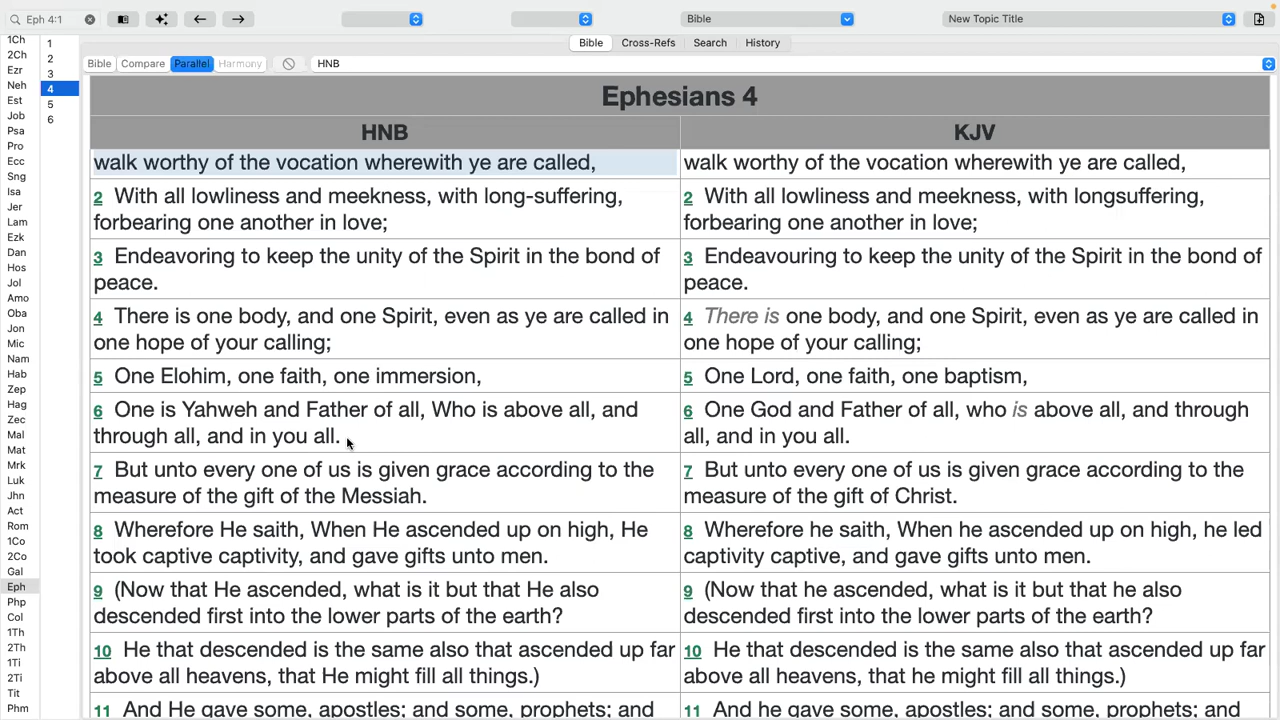 Eph 4:1 Bible New Topic Title
Bible Cross-Refs Search History
Bible Compare Parallel Harmony HNB
1Ch
2Ch
Ezr
Neh
Est
Job
Psa
Pro
Ecc
Sng
Isa
Jer
Lam
Ezk
Dan
Hos
Jol
Amo
Oba
Jon
Mic
Nam
Hab
Zep
Hag
Zec
Mal
Mat
Mrk
Luk
Jhn
Act
Rom
1Co
2Co
Gal
Eph
Php
Col
1Th
2Th
1Ti
2Ti
Tit
Phm
1
2
3
4
5
6
Ephesians 4
HNB
walk worthy of the vocation wherewith ye are called,
2 With all lowliness and meekness, with long-suffering,
forbearing one another in love;
3 Endeavoring to keep the unity of the Spirit in the bond of
peace.
4 There is one body, and one Spirit, even as ye are called in
one hope of your calling;
5 One Elohim, one faith, one immersion,
6 One is Yahweh and Father of all, Who is above all, and
through all, and in you all.
7 But unto every one of us is given grace according to the
measure of the gift of the Messiah.
8 Wherefore He saith, When He ascended up on high, He
took captive captivity, and gave gifts unto men.
9 (Now that He ascended, what is it but that He also
descended first into the lower parts of the earth?
10 He that descended is the same also that ascended up far
above all heavens, that He might fill all things.)
11 And He gave some, apostles; and some, prophets; and
KJV
walk worthy of the vocation wherewith ye are called,
2 With all lowliness and meekness, with longsuffering,
forbearing one another in love;
3 Endeavouring to keep the unity of the Spirit in the bond of
peace.
4 There is one body, and one Spirit, even as ye are called in
one hope of your calling;
5 One Lord, one faith, one baptism,
6 One God and Father of all, who is above all, and through
all, and in you all.
7 But unto every one of us is given grace according to the
measure of the gift of Christ.
8 Wherefore he saith, When he ascended up on high, he led
captivity captive, and gave gifts unto men.
9 (Now that he ascended, what is it but that he also
descended first into the lower parts of the earth?
10 He that descended is the same also that ascended up far
above all heavens, that he might fill all things.)
11 And he gave some, apostles; and some, prophets; and